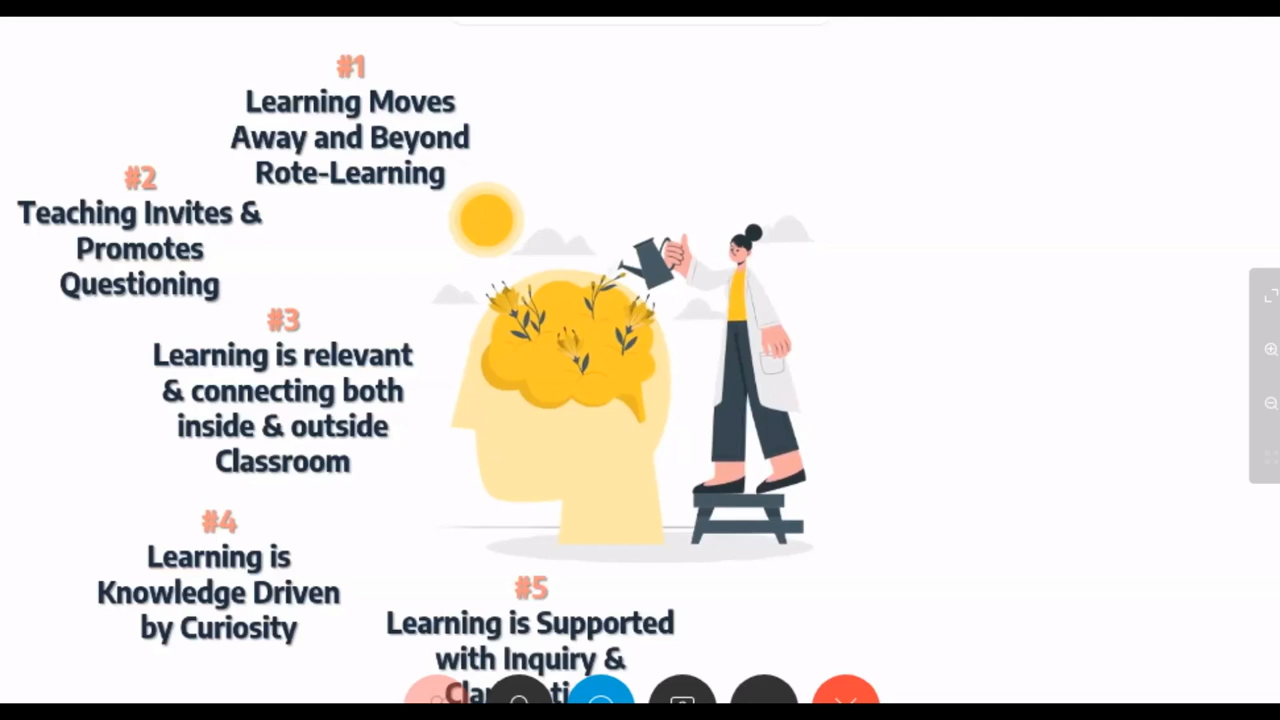 #1
Learning Moves
Away and Beyond
Rote-Learning
#2
Teaching Invites &
Promotes
Questioning
#3
Learning is relevant
& connecting both
inside & outside
Classroom
#4
Learning is
Knowledge Driven
by Curiosity
#5
Learning is Supported
with Inquiry &